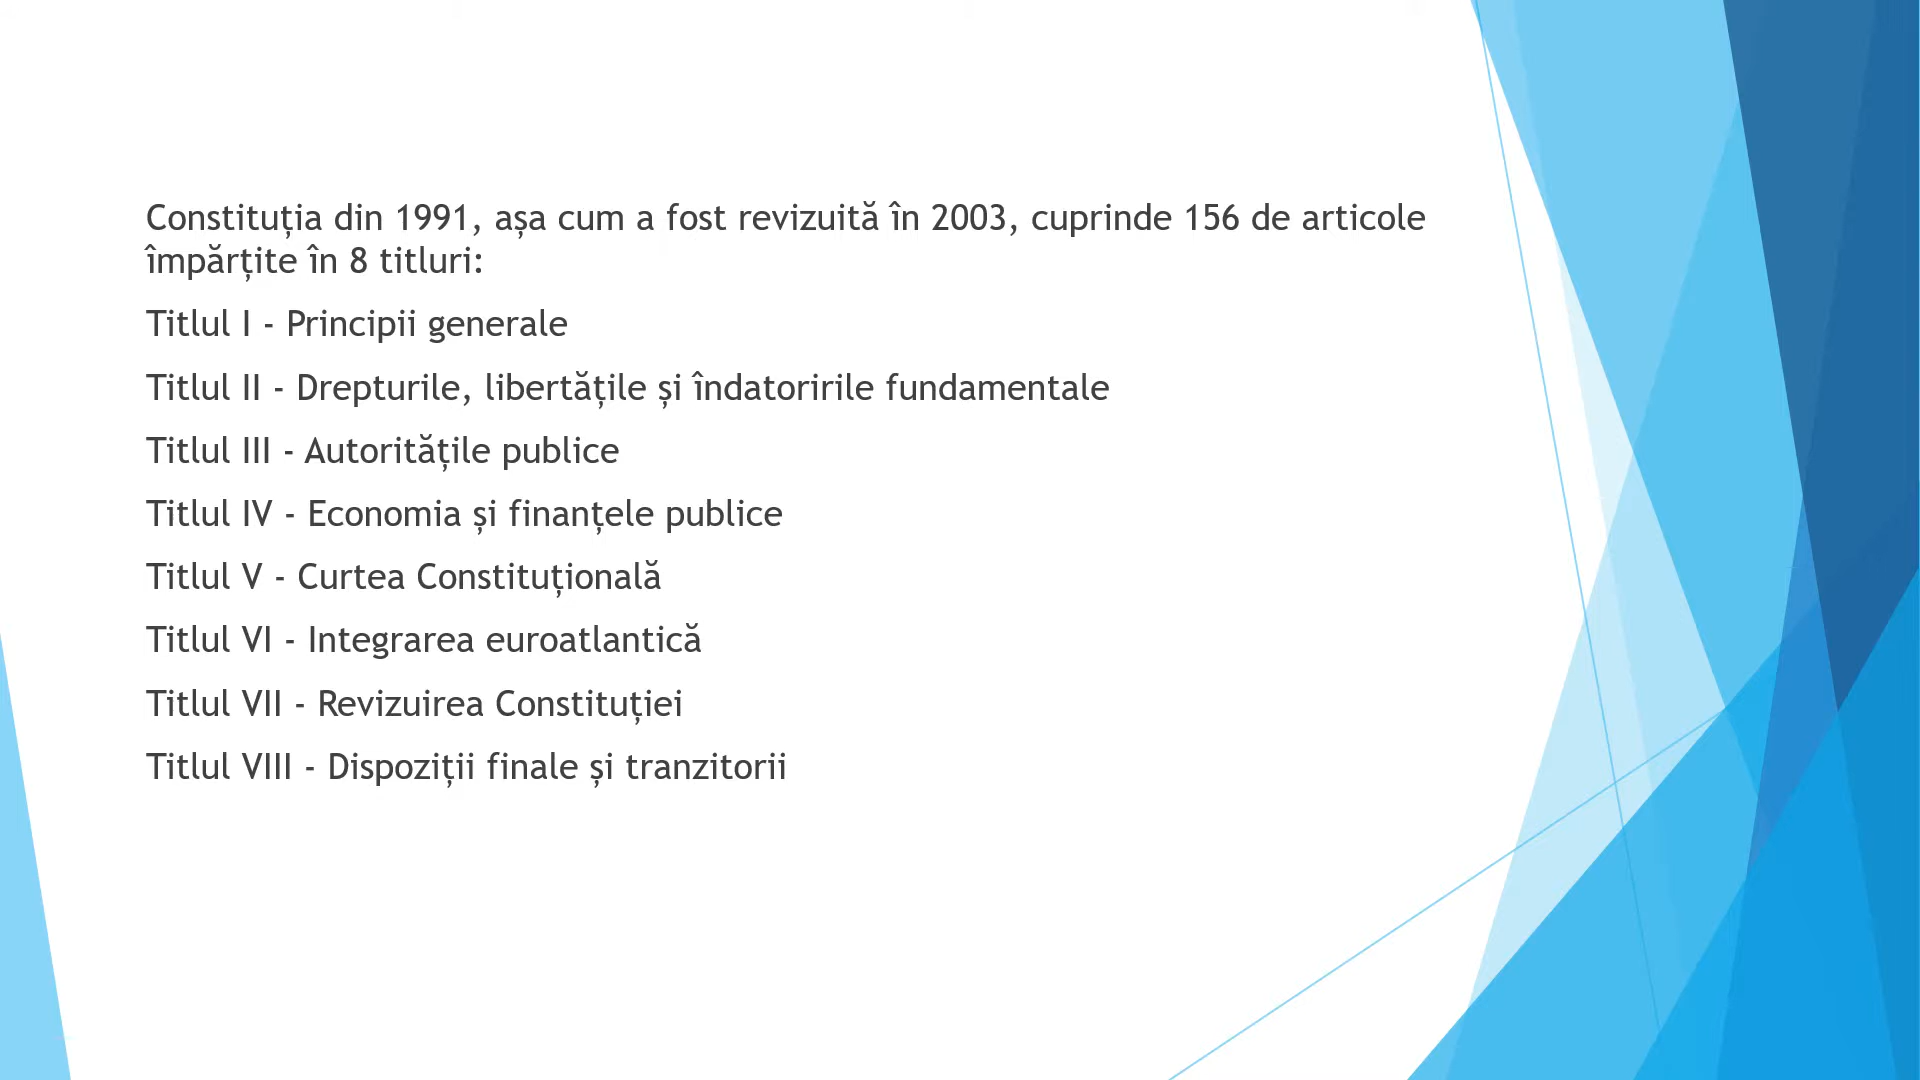 Constituția din 1991, așa cum a fost revizuită în 2003, cuprinde 156 de articole
împărțite în 8 titluri:
Titlul I - Principii generale
Titlul II - Drepturile, libertățile și îndatoririle fundamentale
Titlul III - Autoritățile publice
Titlul IV - Economia și finanțele publice
Titlul V - Curtea Constituțională
Titlul VI - Integrarea euroatlantică
Titlul VII - Revizuirea Constituției
Titlul VIII - Dispoziții finale și tranzitorii